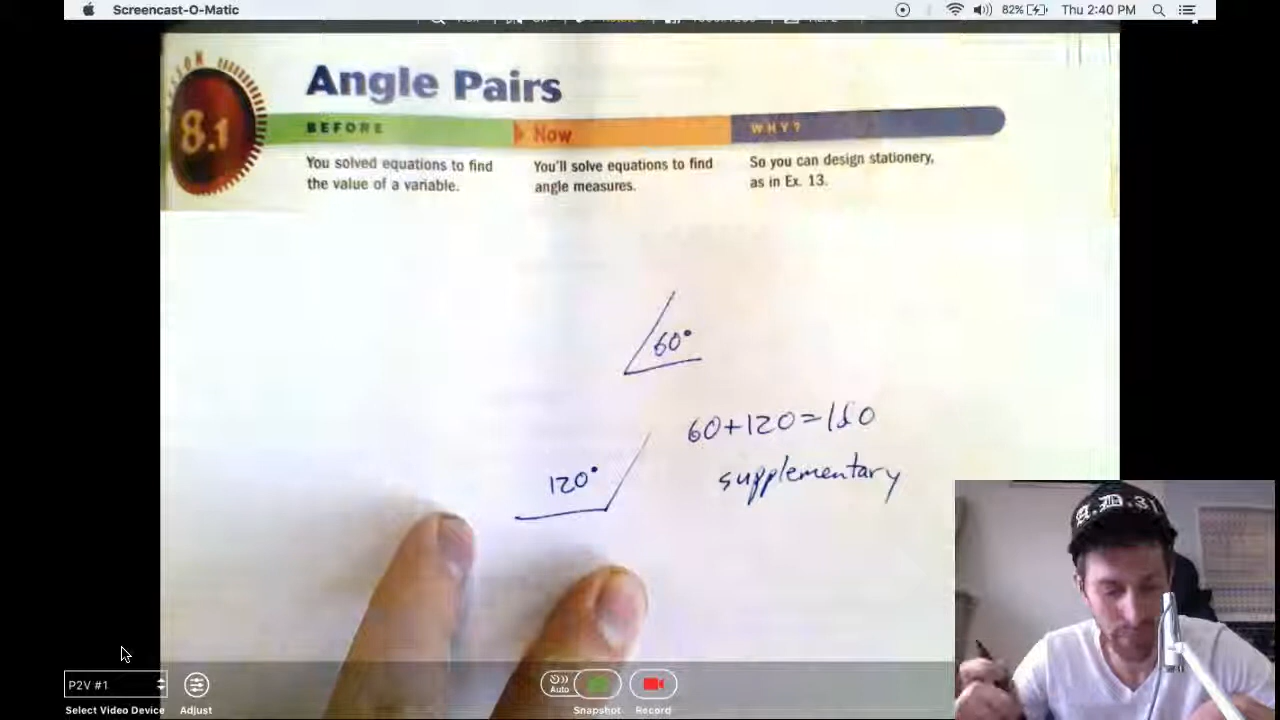 Screencast-O-Matic
82%
Thu 2:40 PM
8.1
Angle Pairs
BEFORE
Now
WHY?
You solved equations to find
the value of a variable.
You'll solve equations to find
angle measures.
So you can design stationery,
as in Ex. 13.
60°
60+120=180
120°
supplementary
P2V #1
Select Video Device
Adjust
Auto
Snapshot
Record